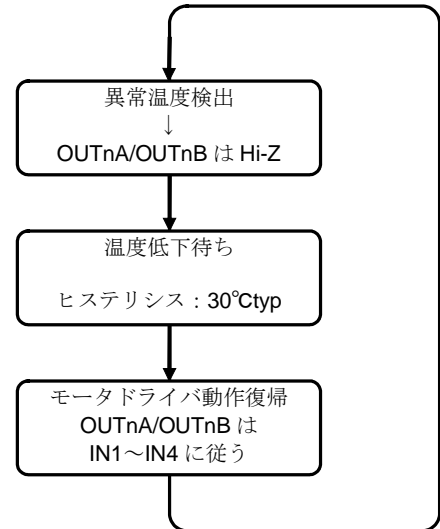 異常温度検出
↓
OUTnA/OUTnB は Hi-Z
温度低下待ち
ヒステリシス：30℃typ
モータドライバ動作復帰
OUTnA/OUTnB は
IN1～IN4 に従う